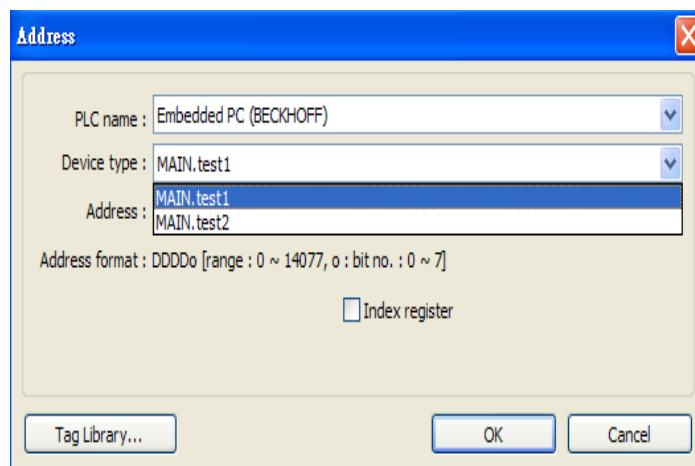 Address
PLC name : Embedded PC (BECKHOFF)
Device type : MAIN.test1
MAIN.test1
Address :
MAIN.test2
Address format : DDDDo [range : 0 ~ 14077, o : bit no. : 0 ~ 7]
Index register
Tag Library... OK Cancel